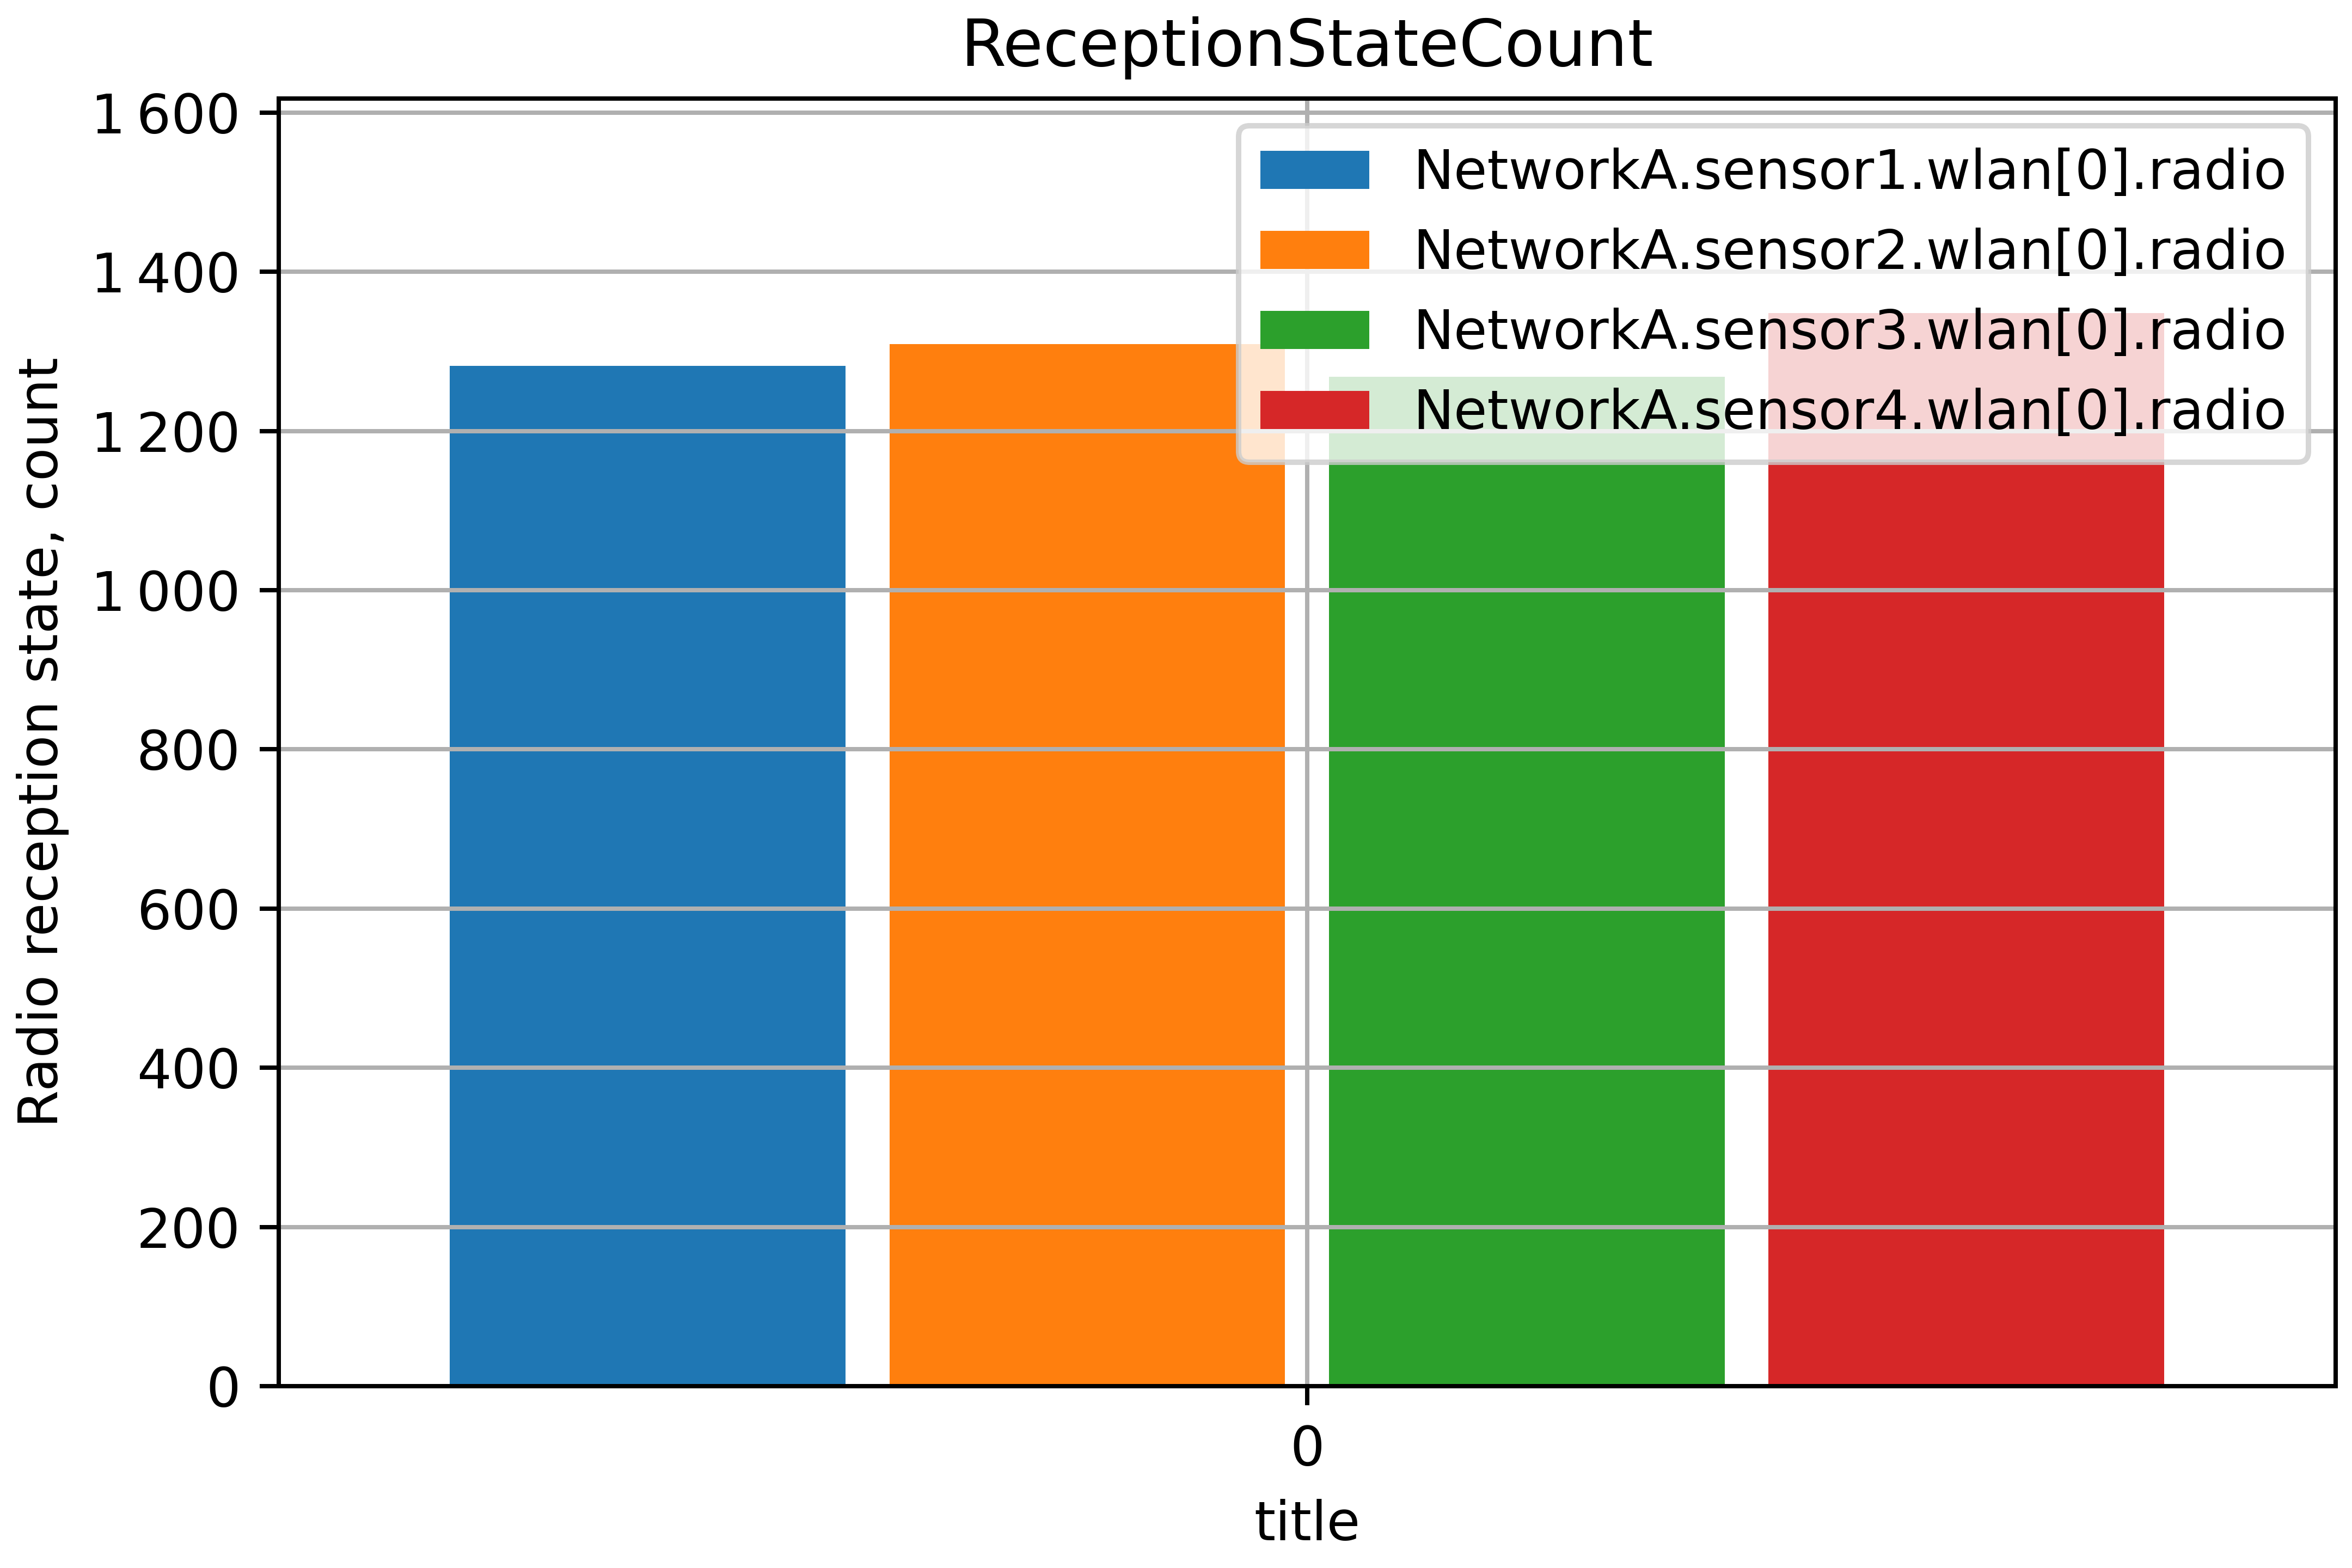 ReceptionStateCount
Radio reception state, count
1 600
1 400
1 200
1 000
800
600
400
200
0
NetworkA.sensor1.wlan[0].radio
NetworkA.sensor2.wlan[0].radio
NetworkA.sensor3.wlan[0].radio
NetworkA.sensor4.wlan[0].radio
0
title